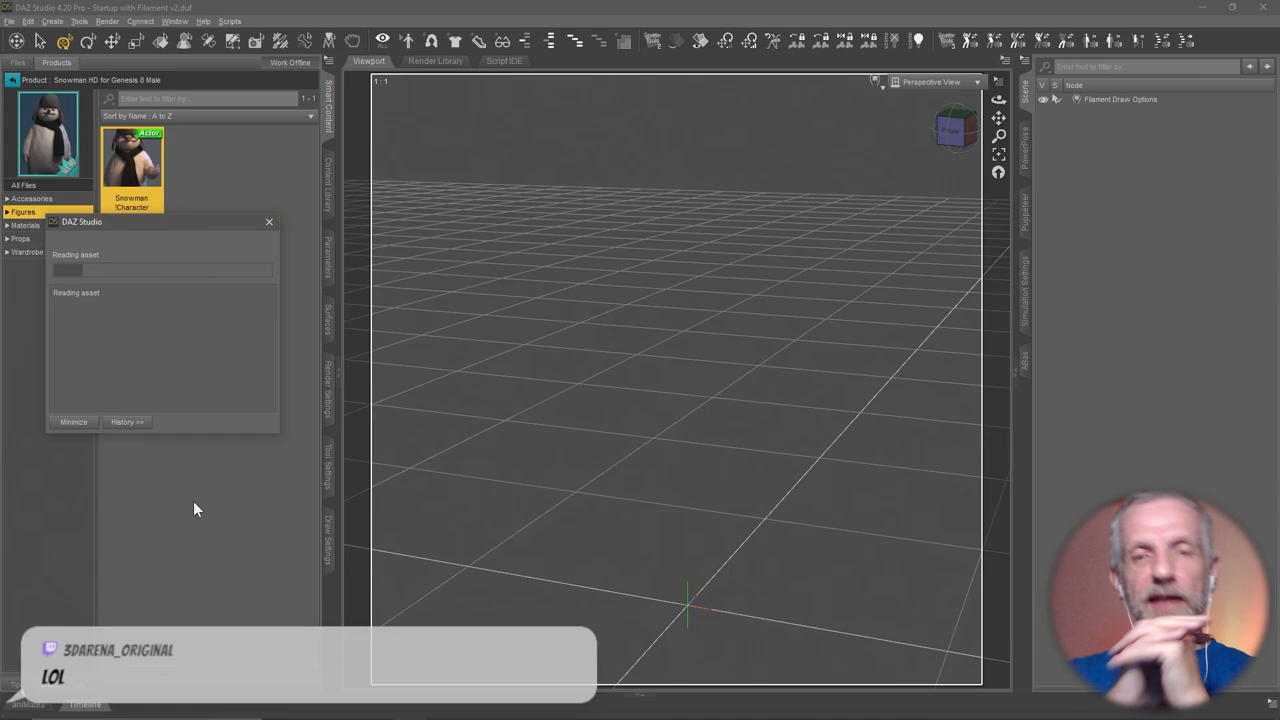 DAZ Studio 4.20 Pro - Startup with Filament v2.duf
File Edit Create Tools Render Connect Window Help Scripts
Files Products Work Offline
Product : Snowman HD for Genesis 8 Male
Enter text to filter by... 1 - 1
Sort by Name : A to Z
NEW
Actor
Snowman
!Character
All Files
Accessories
Figures
Materials
Props
Wardrobe
DAZ Studio
Reading asset
Reading asset
Minimize History >>
Smart Content
Content Library
Parameters
Surfaces
Render Settings
Tool Settings
Draw Settings
Viewport Render Library Script IDE
1 : 1
Perspective View
Front
Scene
PowerPose
Puppeteer
Simulation Settings
Enter text to filter by...
V S Node
Filament Draw Options
3DARENA_ORIGINAL
LOL
aniMate2 Timeline